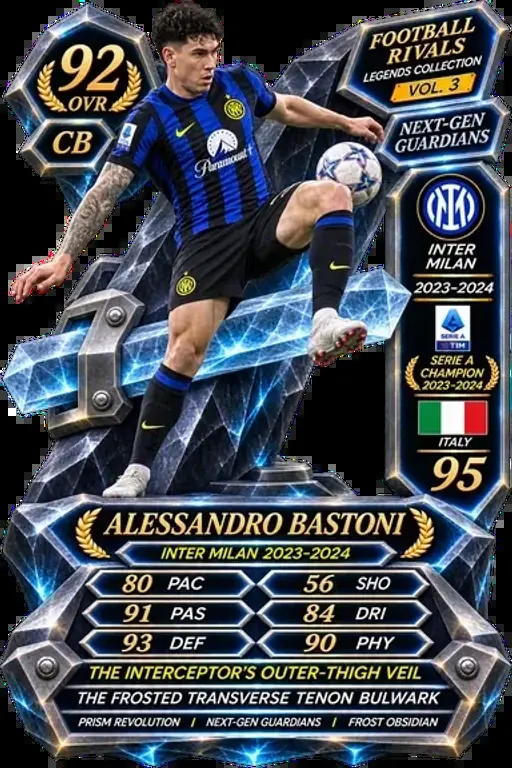 92
OVR
CB
FOOTBALL
RIVALS
LEGENDS COLLECTION
VOL. 3
NEXT-GEN
GUARDIANS
Paramount+
IM
INTER
MILAN
2023-2024
SERIE A
TIM
SERIE A
CHAMPION
2023-2024
ITALY
95
ALESSANDRO BASTONI
INTER MILAN 2023-2024
80 PAC 56 SHO
91 PAS 84 DRI
93 DEF 90 PHY
THE INTERCEPTOR'S OUTER-THIGH VEIL
THE FROSTED TRANSVERSE TENON BULWARK
PRISM REVOLUTION / NEXT-GEN GUARDIANS / FROST OBSIDIAN